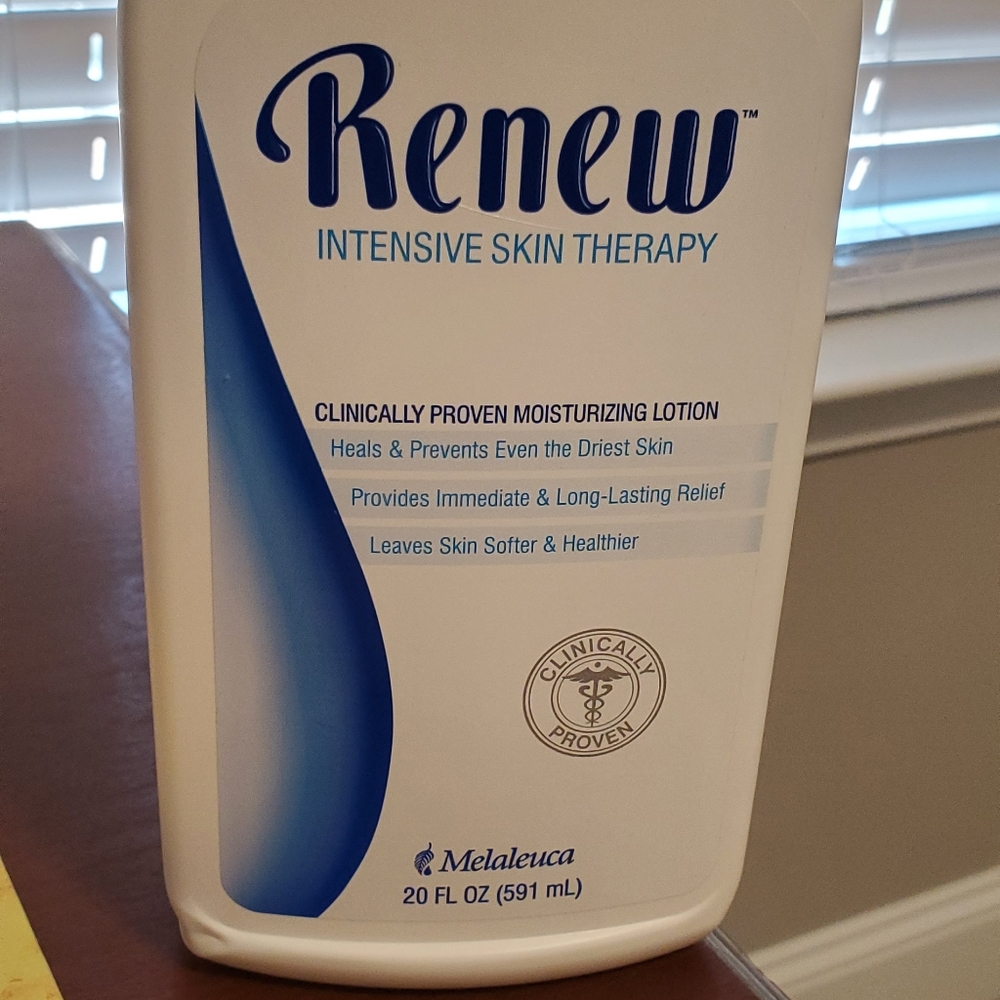 Renew™
INTENSIVE SKIN THERAPY
CLINICALLY PROVEN MOISTURIZING LOTION
Heals & Prevents Even the Driest Skin
Provides Immediate & Long-Lasting Relief
Leaves Skin Softer & Healthier
CLINICALLY
PROVEN
Melaleuca
20 FL OZ (591 mL)